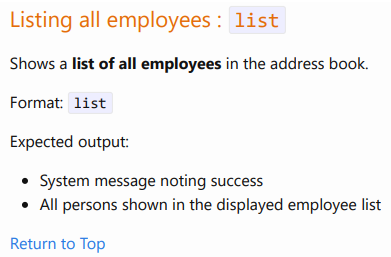 Listing all employees : list
Shows a list of all employees in the address book.
Format: list
Expected output:
• System message noting success
• All persons shown in the displayed employee list
Return to Top